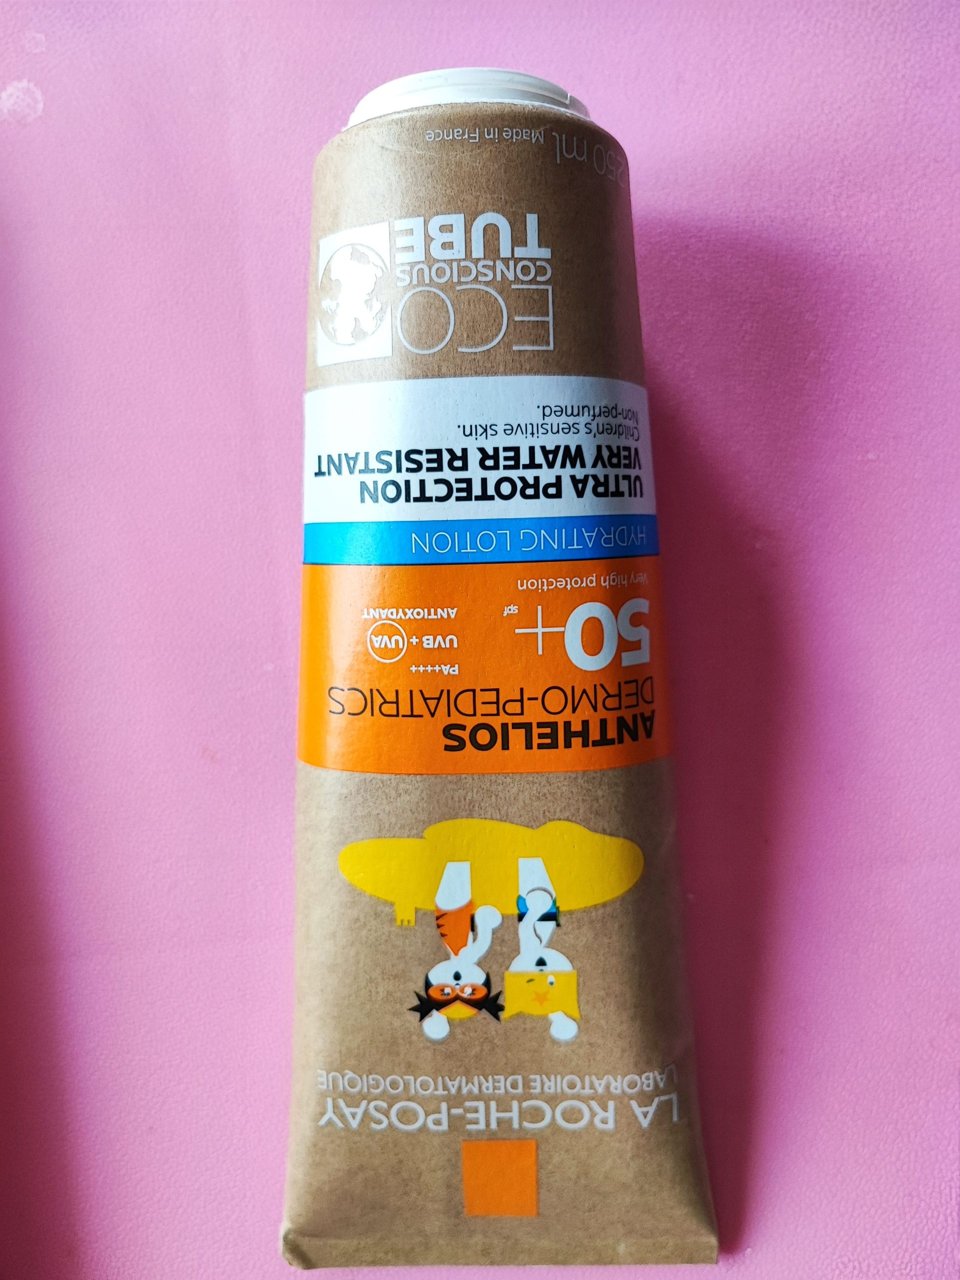 LA ROCHE-POSAY
LABORATOIRE DERMATOLOGIQUE
ANTHELIOS
DERMO-PEDIATRICS
50+ spf
PA++++
UVB + UVA
ANTIOXYDANT
Very high protection
HYDRATING LOTION
ULTRA PROTECTION
VERY WATER RESISTANT
Children's sensitive skin.
Non-perfumed.
ECO
CONSCIOUS
TUBE
250 ml Made in France